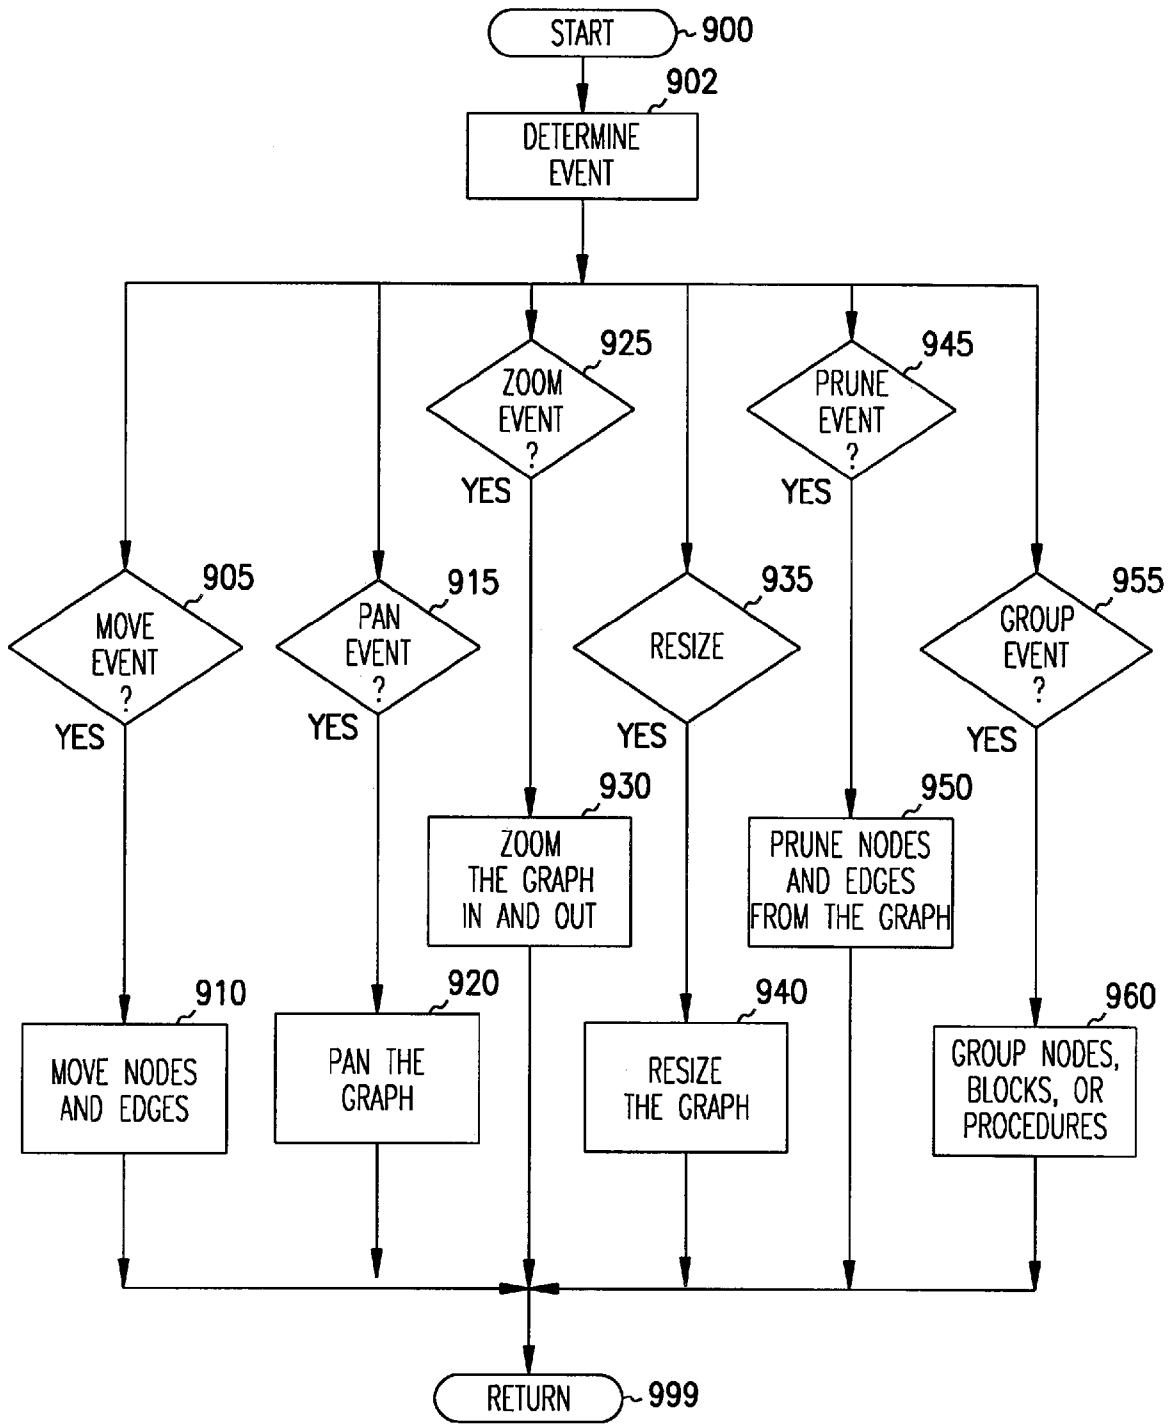 START
900
902
DETERMINE
EVENT
925
ZOOM
EVENT
?
YES
945
PRUNE
EVENT
?
YES
905
MOVE
EVENT
?
YES
915
PAN
EVENT
?
YES
935
RESIZE
YES
955
GROUP
EVENT
?
YES
930
ZOOM
THE GRAPH
IN AND OUT
950
PRUNE NODES
AND EDGES
FROM THE GRAPH
910
MOVE NODES
AND EDGES
920
PAN THE
GRAPH
940
RESIZE
THE GRAPH
960
GROUP NODES,
BLOCKS, OR
PROCEDURES
RETURN
999